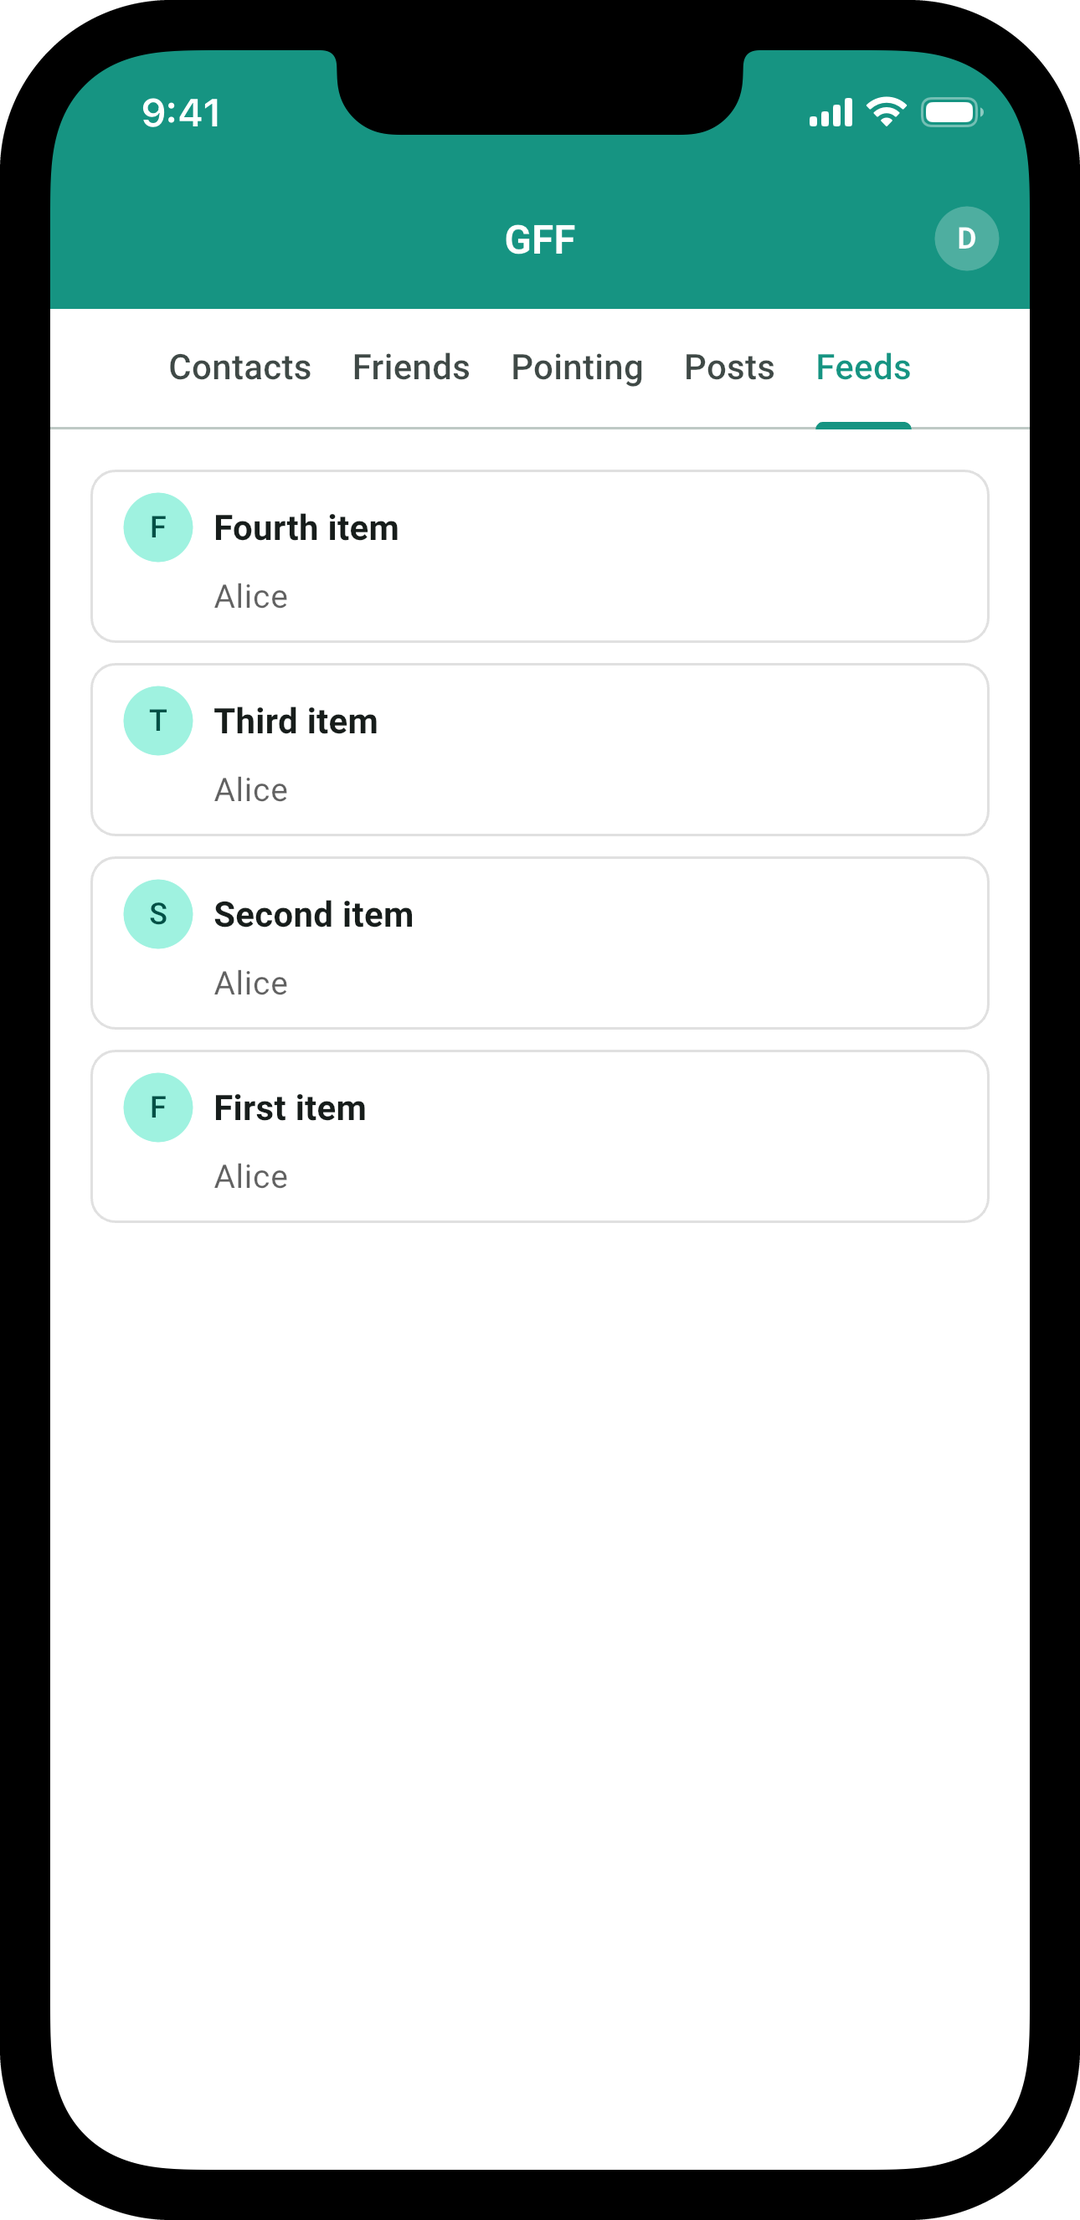 9:41
GFF
D
Contacts Friends Pointing Posts Feeds
F Fourth item
Alice
T Third item
Alice
S Second item
Alice
F First item
Alice